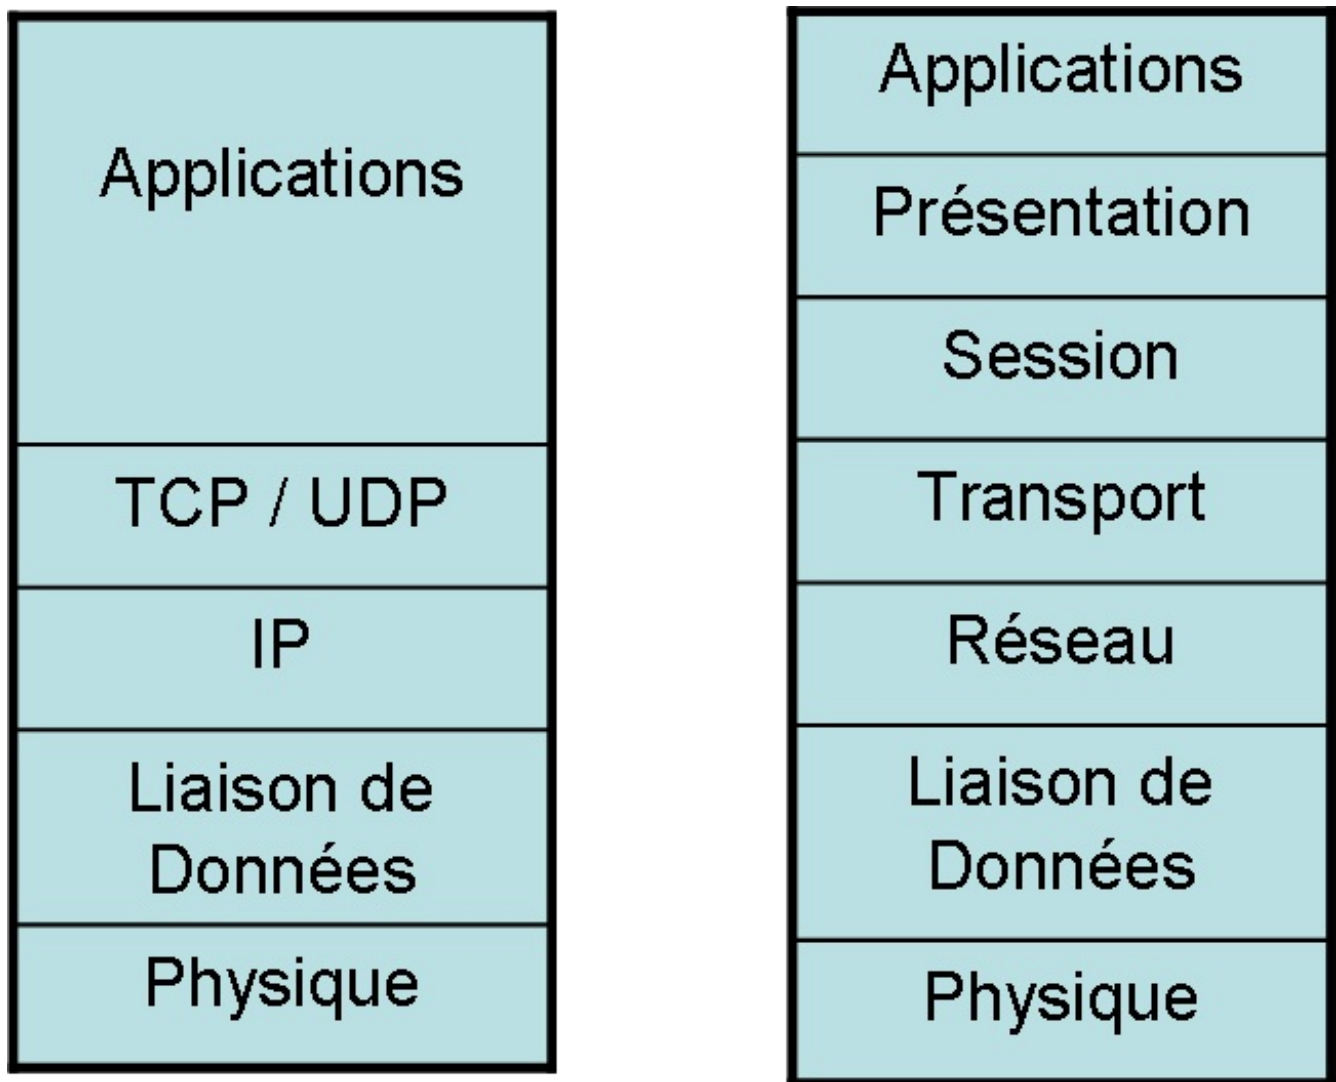 Applications
TCP / UDP
IP
Liaison de
Données
Physique
Applications
Présentation
Session
Transport
Réseau
Liaison de
Données
Physique